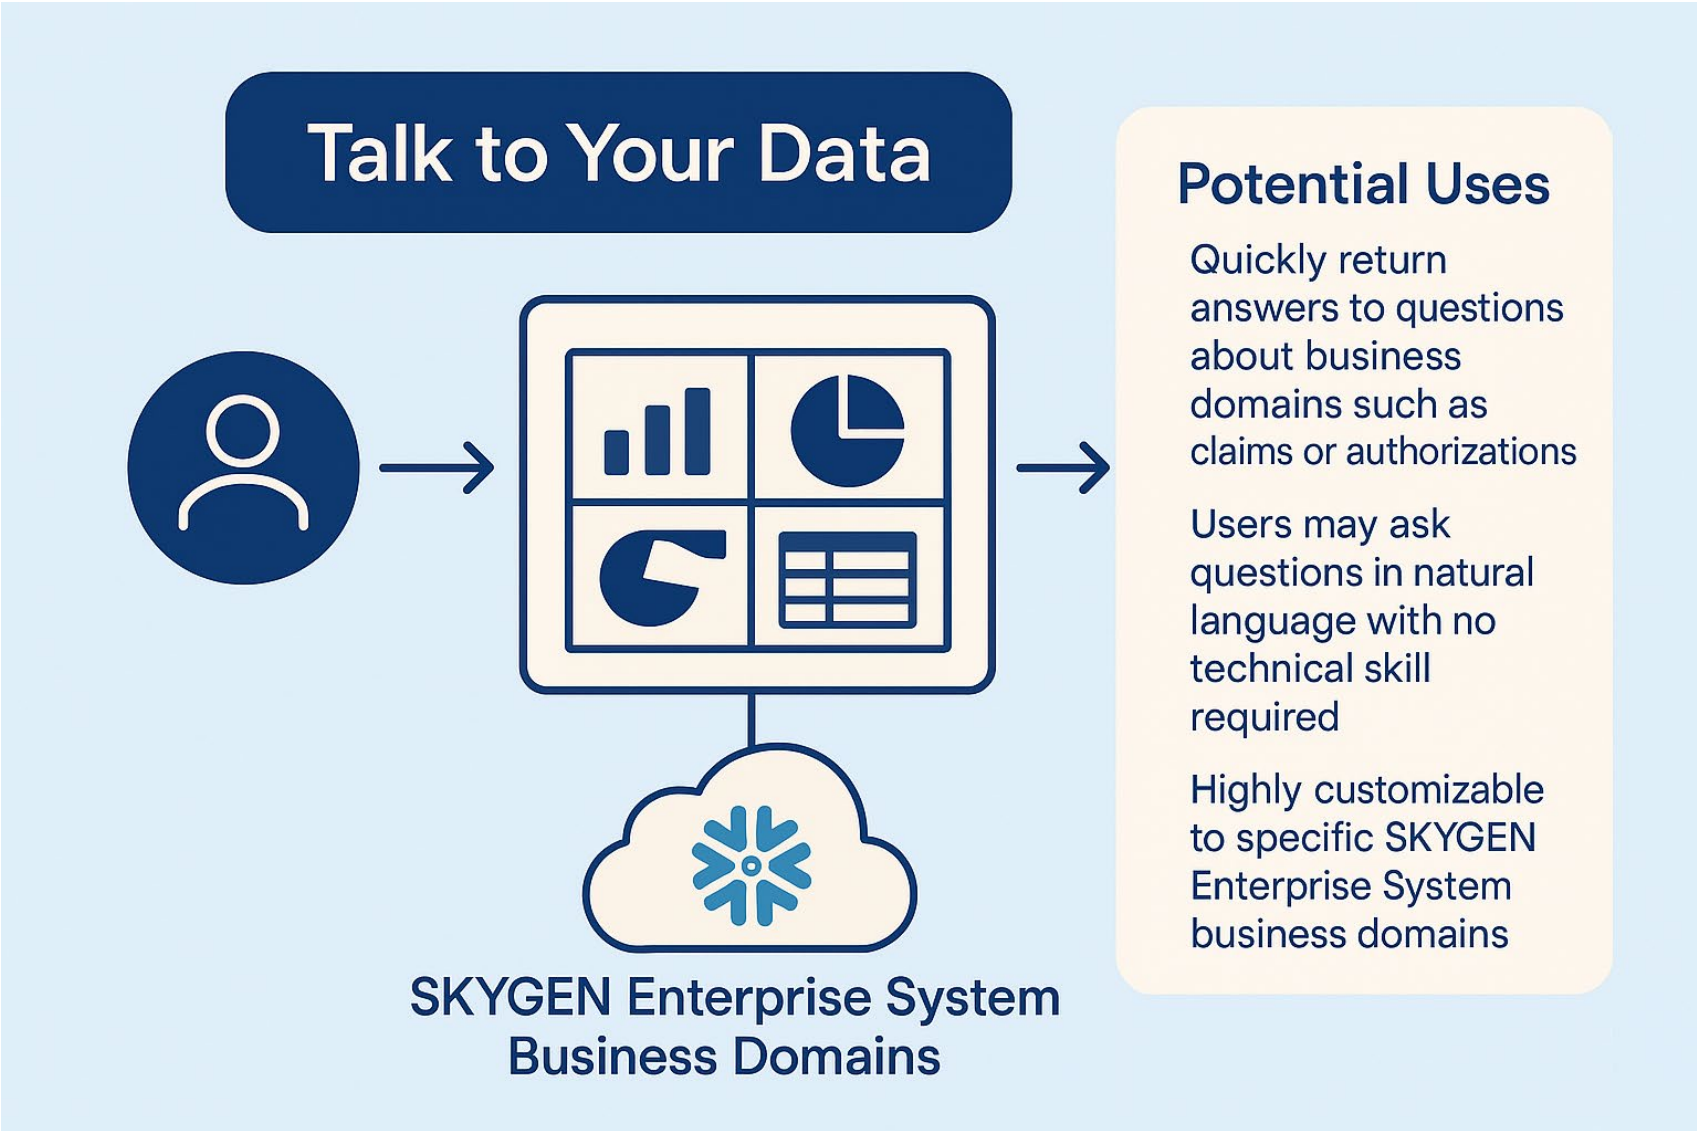 Talk to Your Data
Potential Uses
Quickly return
answers to questions
about business
domains such as
claims or authorizations
Users may ask
questions in natural
language with no
technical skill
required
Highly customizable
to specific SKYGEN
Enterprise System
business domains
SKYGEN Enterprise System
Business Domains